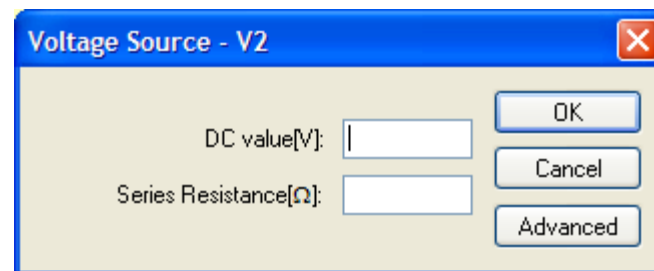 Voltage Source - V2
DC value[V]:
Series Resistance[Ω]:
OK
Cancel
Advanced